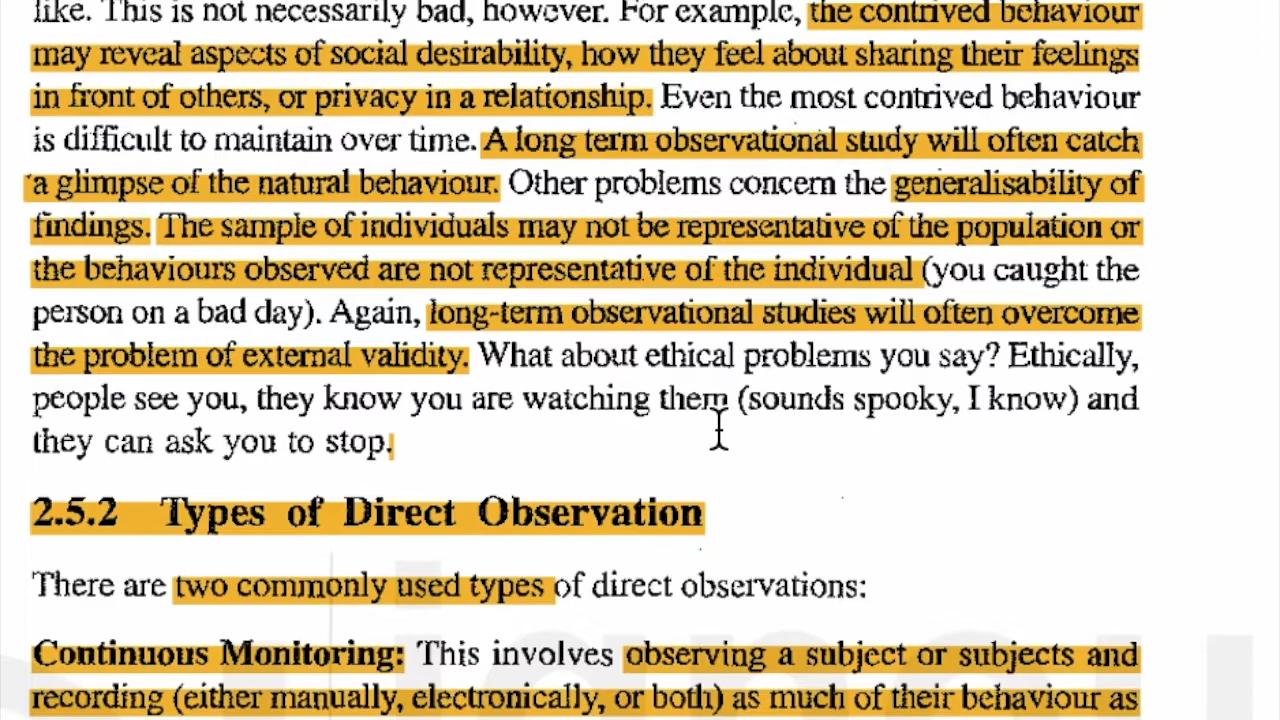 like. This is not necessarily bad, however. For example, the contrived behaviour
may reveal aspects of social desirability, how they feel about sharing their feelings
in front of others, or privacy in a relationship. Even the most contrived behaviour
is difficult to maintain over time. A long term observational study will often catch
a glimpse of the natural behaviour. Other problems concern the generalisability of
findings. The sample of individuals may not be representative of the population or
the behaviours observed are not representative of the individual (you caught the
person on a bad day). Again, long-term observational studies will often overcome
the problem of external validity. What about ethical problems you say? Ethically,
people see you, they know you are watching them (sounds spooky, I know) and
they can ask you to stop.
2.5.2 Types of Direct Observation
There are two commonly used types of direct observations:
Continuous Monitoring: This involves observing a subject or subjects and
recording (either manually, electronically, or both) as much of their behaviour as